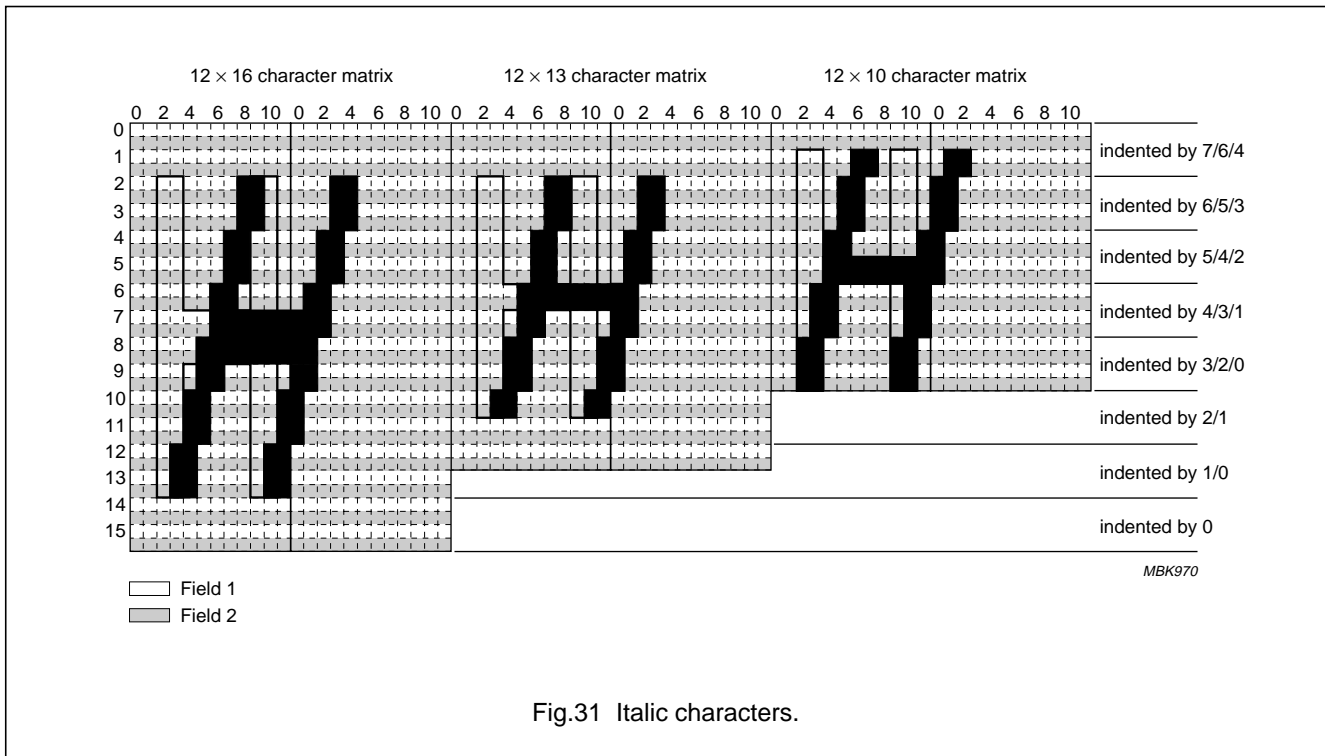 12 × 16 character matrix 12 × 13 character matrix 12 × 10 character matrix
0 2 4 6 8 10 0 2 4 6 8 10 0 2 4 6 8 10 0 2 4 6 8 10 0 2 4 6 8 10 0 2 4 6 8 10
0
1 indented by 7/6/4
2
3 indented by 6/5/3
4
5 indented by 5/4/2
6
7 indented by 4/3/1
8
9 indented by 3/2/0
10
11 indented by 2/1
12
13 indented by 1/0
14
15 indented by 0
MBK970
Field 1
Field 2
Fig.31 Italic characters.